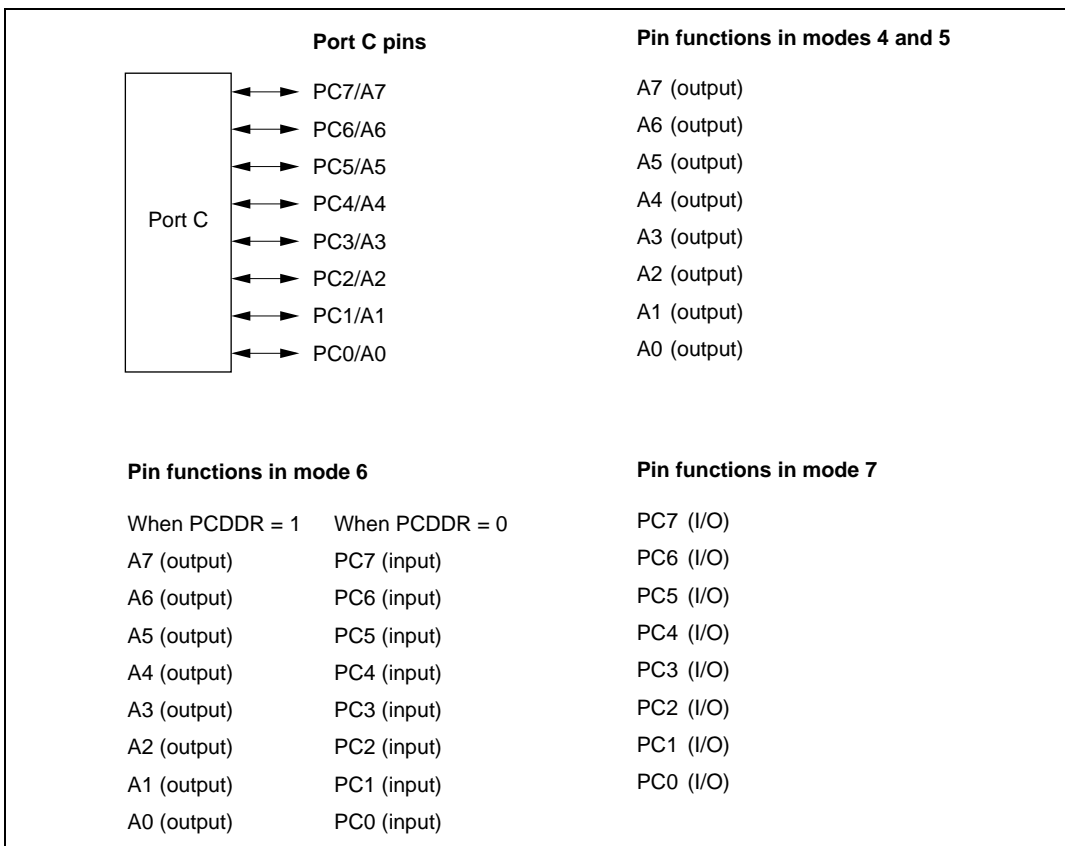 Port C pins
Port C
PC7/A7
PC6/A6
PC5/A5
PC4/A4
PC3/A3
PC2/A2
PC1/A1
PC0/A0
Pin functions in modes 4 and 5
A7 (output)
A6 (output)
A5 (output)
A4 (output)
A3 (output)
A2 (output)
A1 (output)
A0 (output)
Pin functions in mode 6
When PCDDR = 1 When PCDDR = 0
A7 (output) PC7 (input)
A6 (output) PC6 (input)
A5 (output) PC5 (input)
A4 (output) PC4 (input)
A3 (output) PC3 (input)
A2 (output) PC2 (input)
A1 (output) PC1 (input)
A0 (output) PC0 (input)
Pin functions in mode 7
PC7 (I/O)
PC6 (I/O)
PC5 (I/O)
PC4 (I/O)
PC3 (I/O)
PC2 (I/O)
PC1 (I/O)
PC0 (I/O)